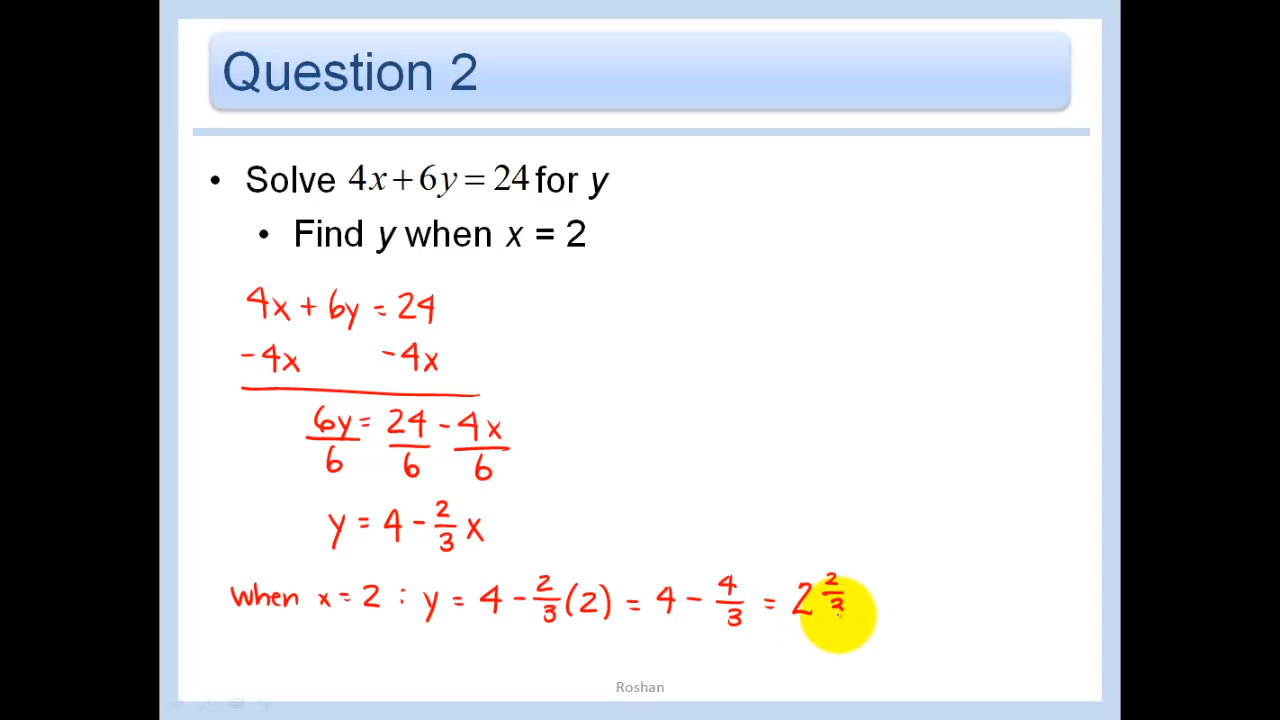 Question 2
• Solve 4x + 6y = 24 for y
• Find y when x = 2
4x + 6y = 24
-4x -4x
6y = 24 - 4x
6 6 6
y = 4 - 2/3 x
when x = 2 : y = 4 - 2/3 (2) = 4 - 4/3 = 2 2/3
Roshan